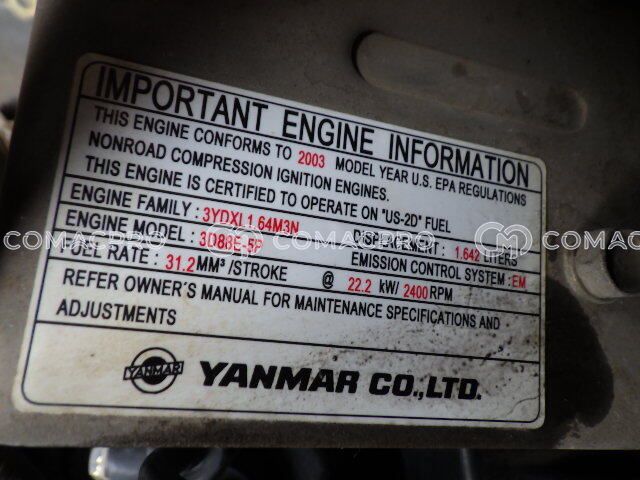 IMPORTANT ENGINE INFORMATION
THIS ENGINE CONFORMS TO 2003 MODEL YEAR U.S. EPA REGULATIONS
NONROAD COMPRESSION IGNITION ENGINES.
THIS ENGINE IS CERTIFIED TO OPERATE ON "US-2D" FUEL
ENGINE FAMILY : 3YDXL1.64M3N DISPLACEMENT : 1.642 LITERS
ENGINE MODEL : 3D88E-5P EMISSION CONTROL SYSTEM : EM
FUEL RATE : 31.2 MM³ /STROKE @ 22.2 kW/ 2400 RPM
REFER OWNER'S MANUAL FOR MAINTENANCE SPECIFICATIONS AND
ADJUSTMENTS
YANMAR YANMAR CO.,LTD.
COMACPRO COMACPRO COMACPRO